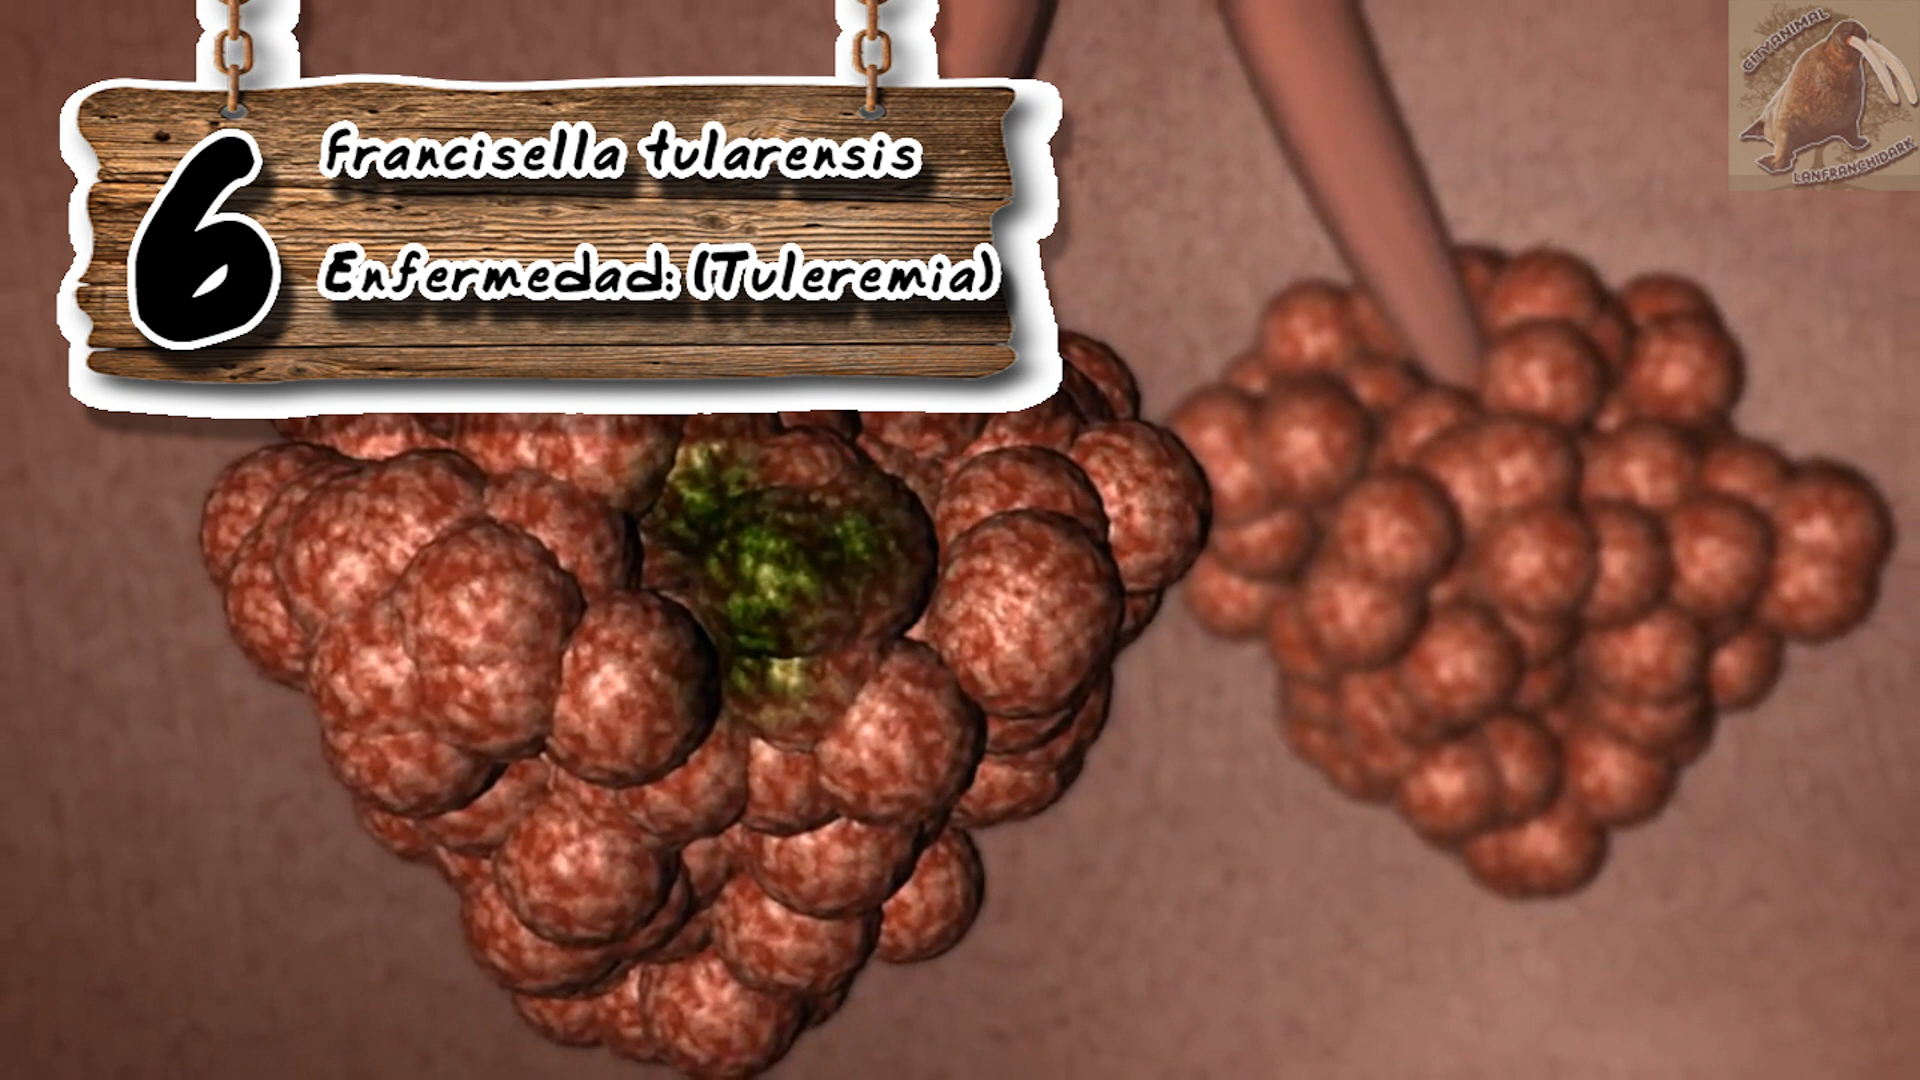 6
Francisella tularensis
Enfermedad: (Tuleremia)
CITYANIMAL
LANFRANCHIDARK